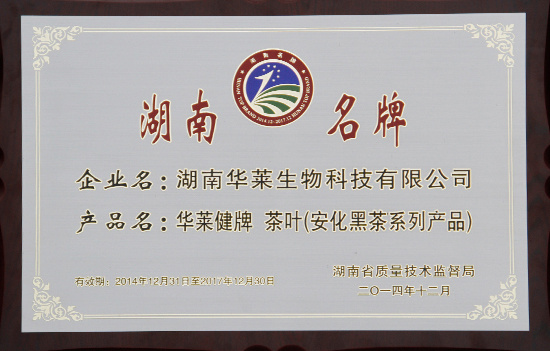 湖南名牌
湖南名牌
企业名：湖南华莱生物科技有限公司
产品名：华莱健牌 茶叶(安化黑茶系列产品)
有效期：2014年12月31日至2017年12月30日
湖南省质量技术监督局
二〇一四年十二月